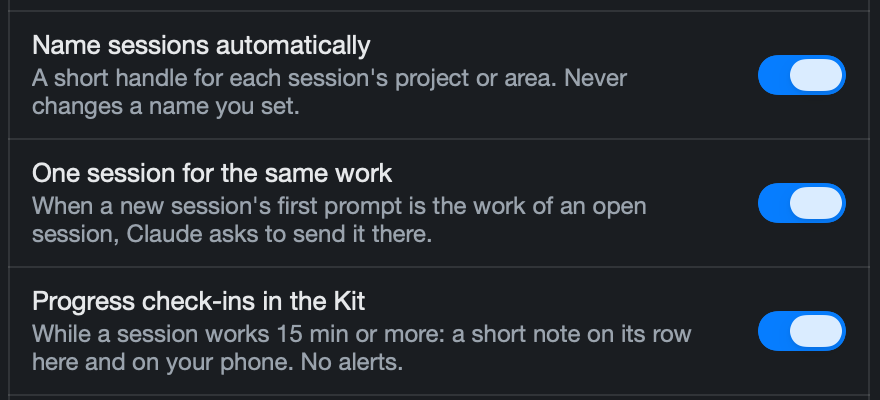 Name sessions automatically
A short handle for each session's project or area. Never
changes a name you set.
One session for the same work
When a new session's first prompt is the work of an open
session, Claude asks to send it there.
Progress check-ins in the Kit
While a session works 15 min or more: a short note on its row
here and on your phone. No alerts.